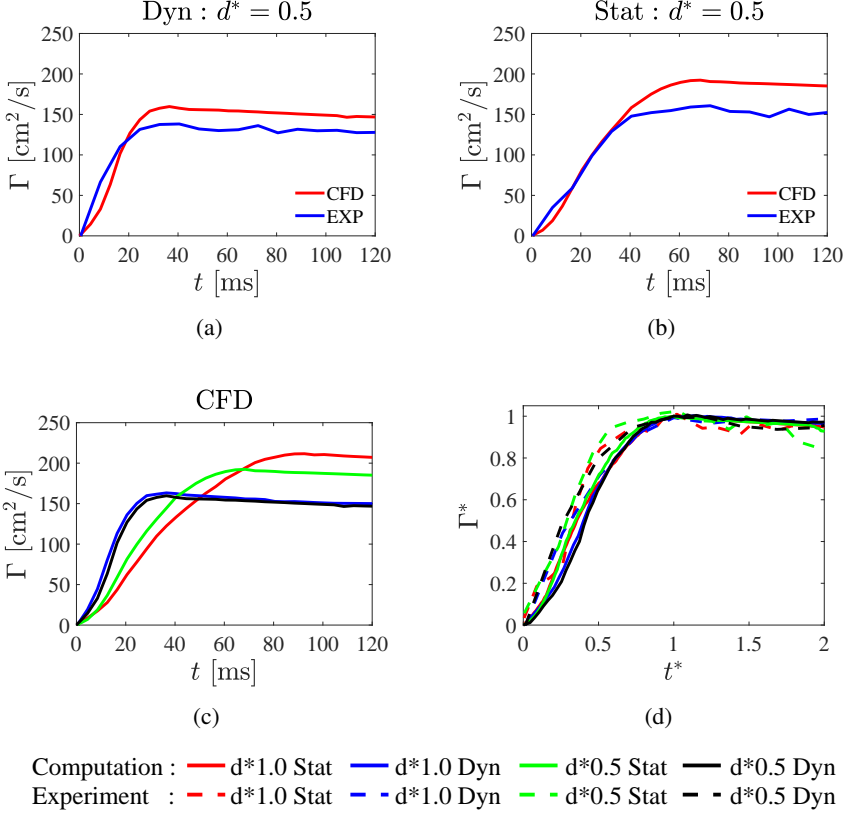 Dyn : d* = 0.5
Γ [cm²/s]
250
200
150
100
50
0
0 20 40 60 80 100 120
t [ms]
CFD
EXP
(a)
Stat : d* = 0.5
Γ [cm²/s]
250
200
150
100
50
0
0 20 40 60 80 100 120
t [ms]
CFD
EXP
(b)
CFD
Γ [cm²/s]
250
200
150
100
50
0
0 20 40 60 80 100 120
t [ms]
(c)
Γ*
1
0.8
0.6
0.4
0.2
0
0 0.5 1 1.5 2
t*
(d)
Computation : d*1.0 Stat d*1.0 Dyn d*0.5 Stat d*0.5 Dyn
Experiment : d*1.0 Stat d*1.0 Dyn d*0.5 Stat d*0.5 Dyn